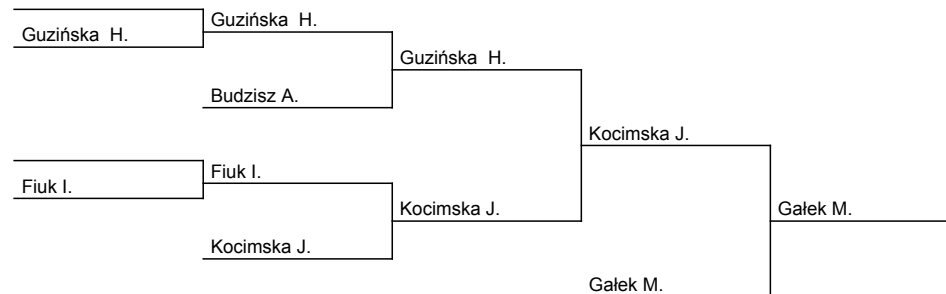 Guzińska H.
Guzińska H.
Guzińska H.
Budzisz A.
Kocimska J.
Fiuk I.
Fiuk I.
Kocimska J.
Gałek M.
Kocimska J.
Gałek M.